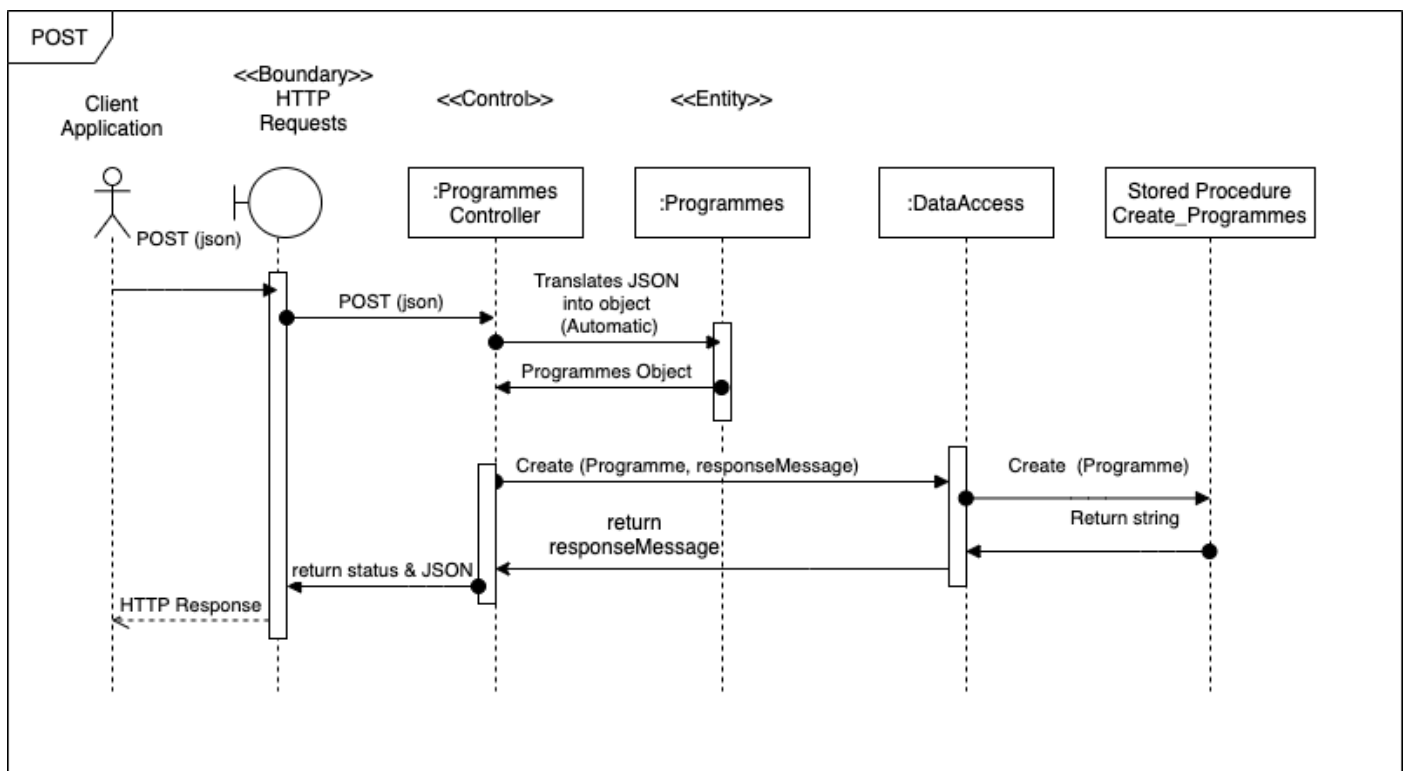 POST
<<Boundary>>
HTTP
Requests
Client
Application
<<Control>>
<<Entity>>
:Programmes
Controller
:Programmes
:DataAccess
Stored Procedure
Create_Programmes
POST (json)
POST (json)
Translates JSON
into object
(Automatic)
Programmes Object
Create (Programme, responseMessage)
Create  (Programme)
return
responseMessage
Return string
return status & JSON
HTTP Response